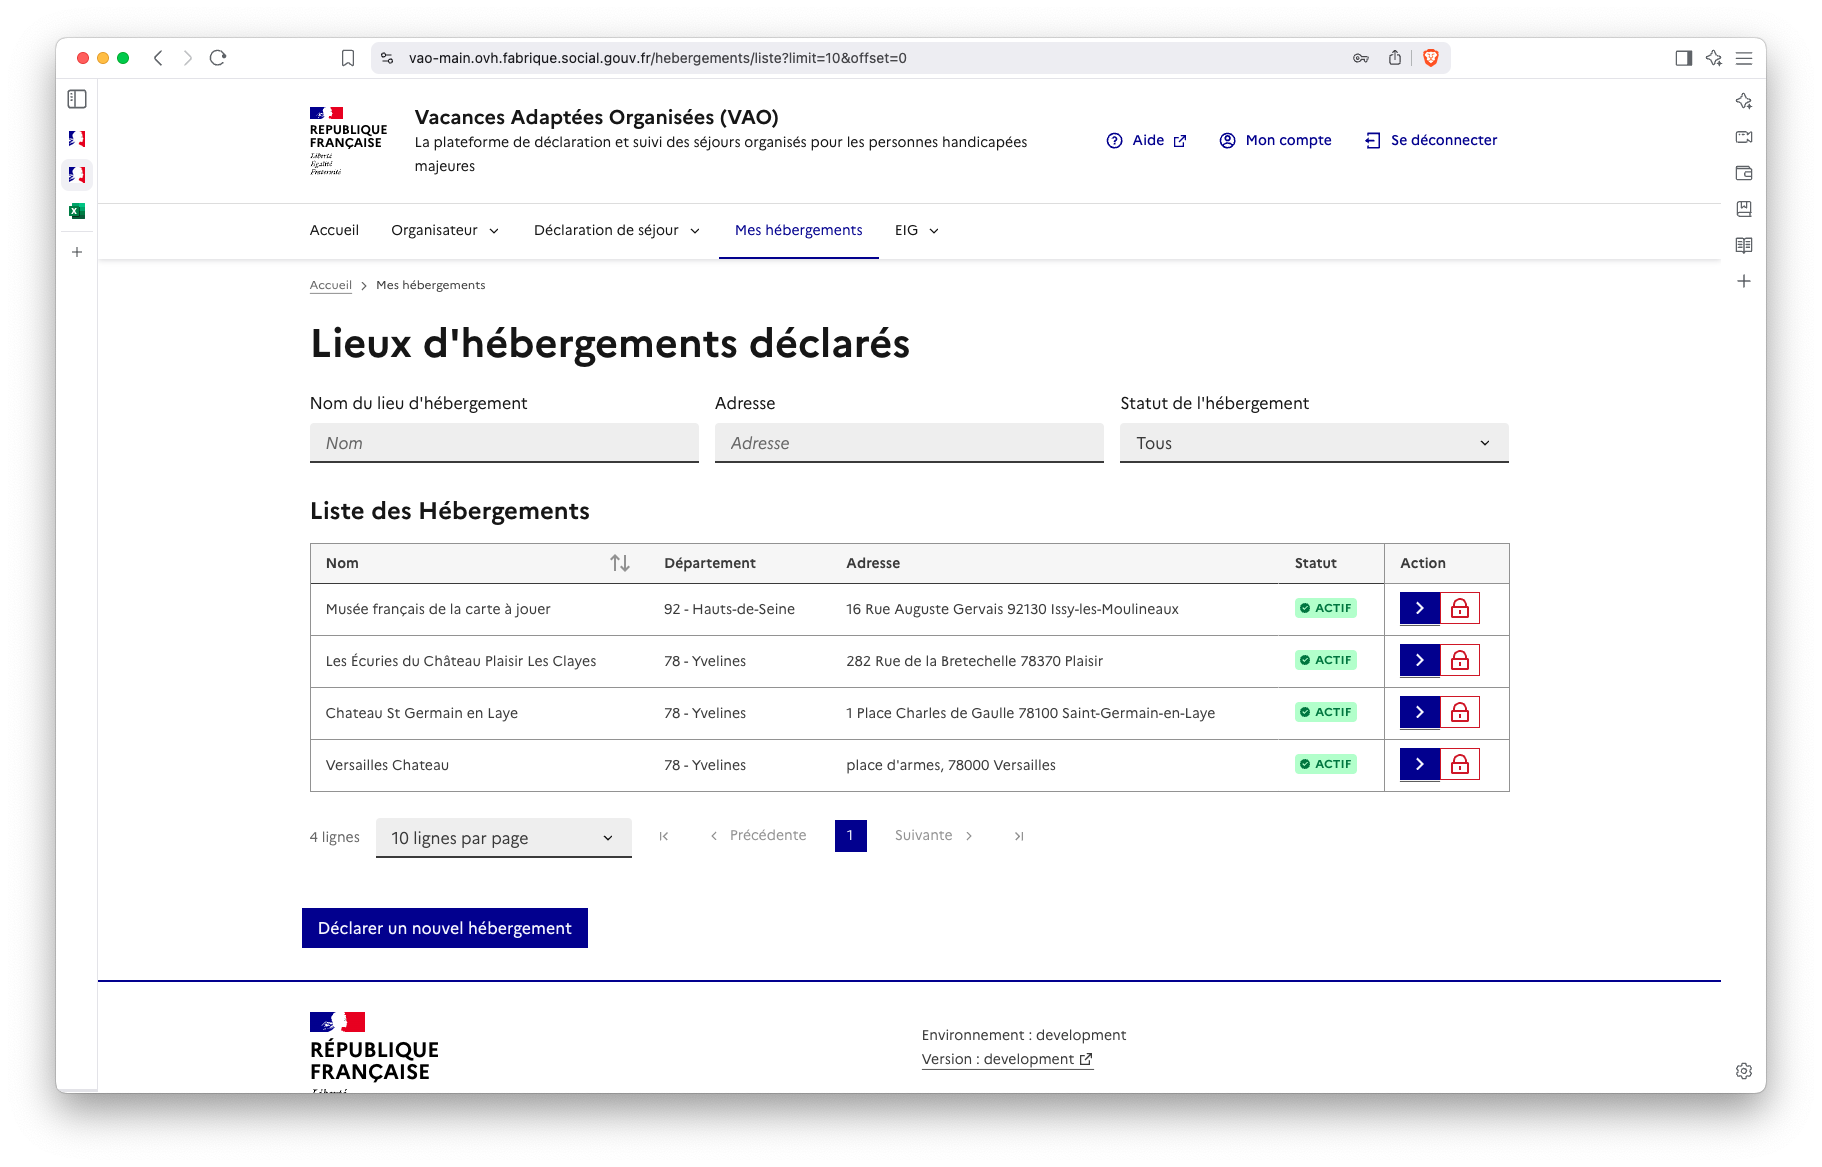 vao-main.ovh.fabrique.social.gouv.fr/hebergements/liste?limit=10&offset=0
RÉPUBLIQUE
FRANÇAISE
Liberté
Égalité
Fraternité
Vacances Adaptées Organisées (VAO)
La plateforme de déclaration et suivi des séjours organisés pour les personnes handicapées
majeures
Aide
Mon compte
Se déconnecter
Accueil
Organisateur
Déclaration de séjour
Mes hébergements
EIG
Accueil > Mes hébergements
Lieux d'hébergements déclarés
Nom du lieu d'hébergement
Adresse
Statut de l'hébergement
Nom
Adresse
Tous
Liste des Hébergements
Nom Département Adresse Statut Action
Musée français de la carte à jouer 92 - Hauts-de-Seine 16 Rue Auguste Gervais 92130 Issy-les-Moulineaux ACTIF
Les Écuries du Château Plaisir Les Clayes 78 - Yvelines 282 Rue de la Bretechelle 78370 Plaisir ACTIF
Chateau St Germain en Laye 78 - Yvelines 1 Place Charles de Gaulle 78100 Saint-Germain-en-Laye ACTIF
Versailles Chateau 78 - Yvelines place d'armes, 78000 Versailles ACTIF
4 lignes
10 lignes par page
Précédente
1
Suivante
Déclarer un nouvel hébergement
RÉPUBLIQUE
FRANÇAISE
Environnement : development
Version : development